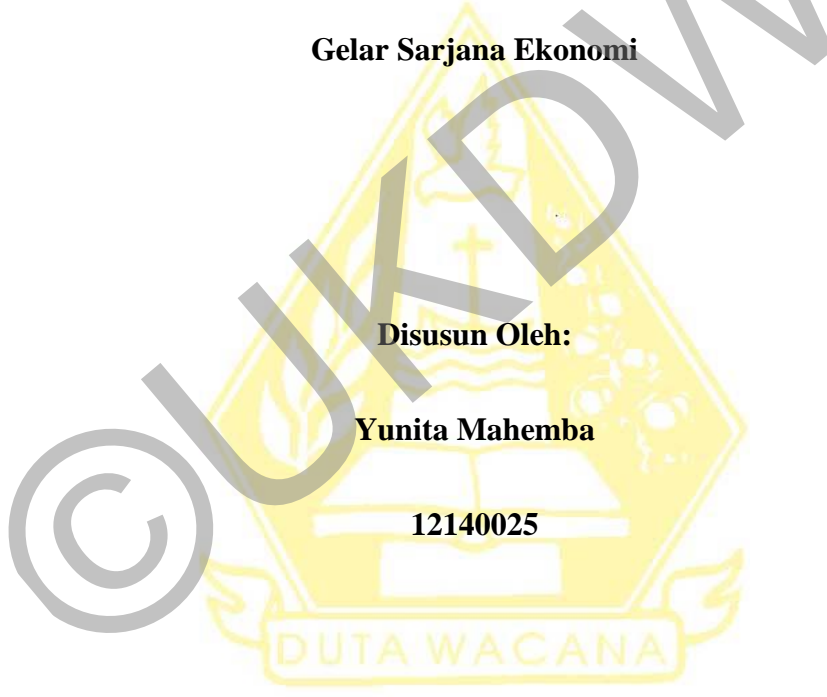 Gelar Sarjana Ekonomi
Disusun Oleh:
Yunita Mahemba
12140025
DUTA WACANA
©UKDW